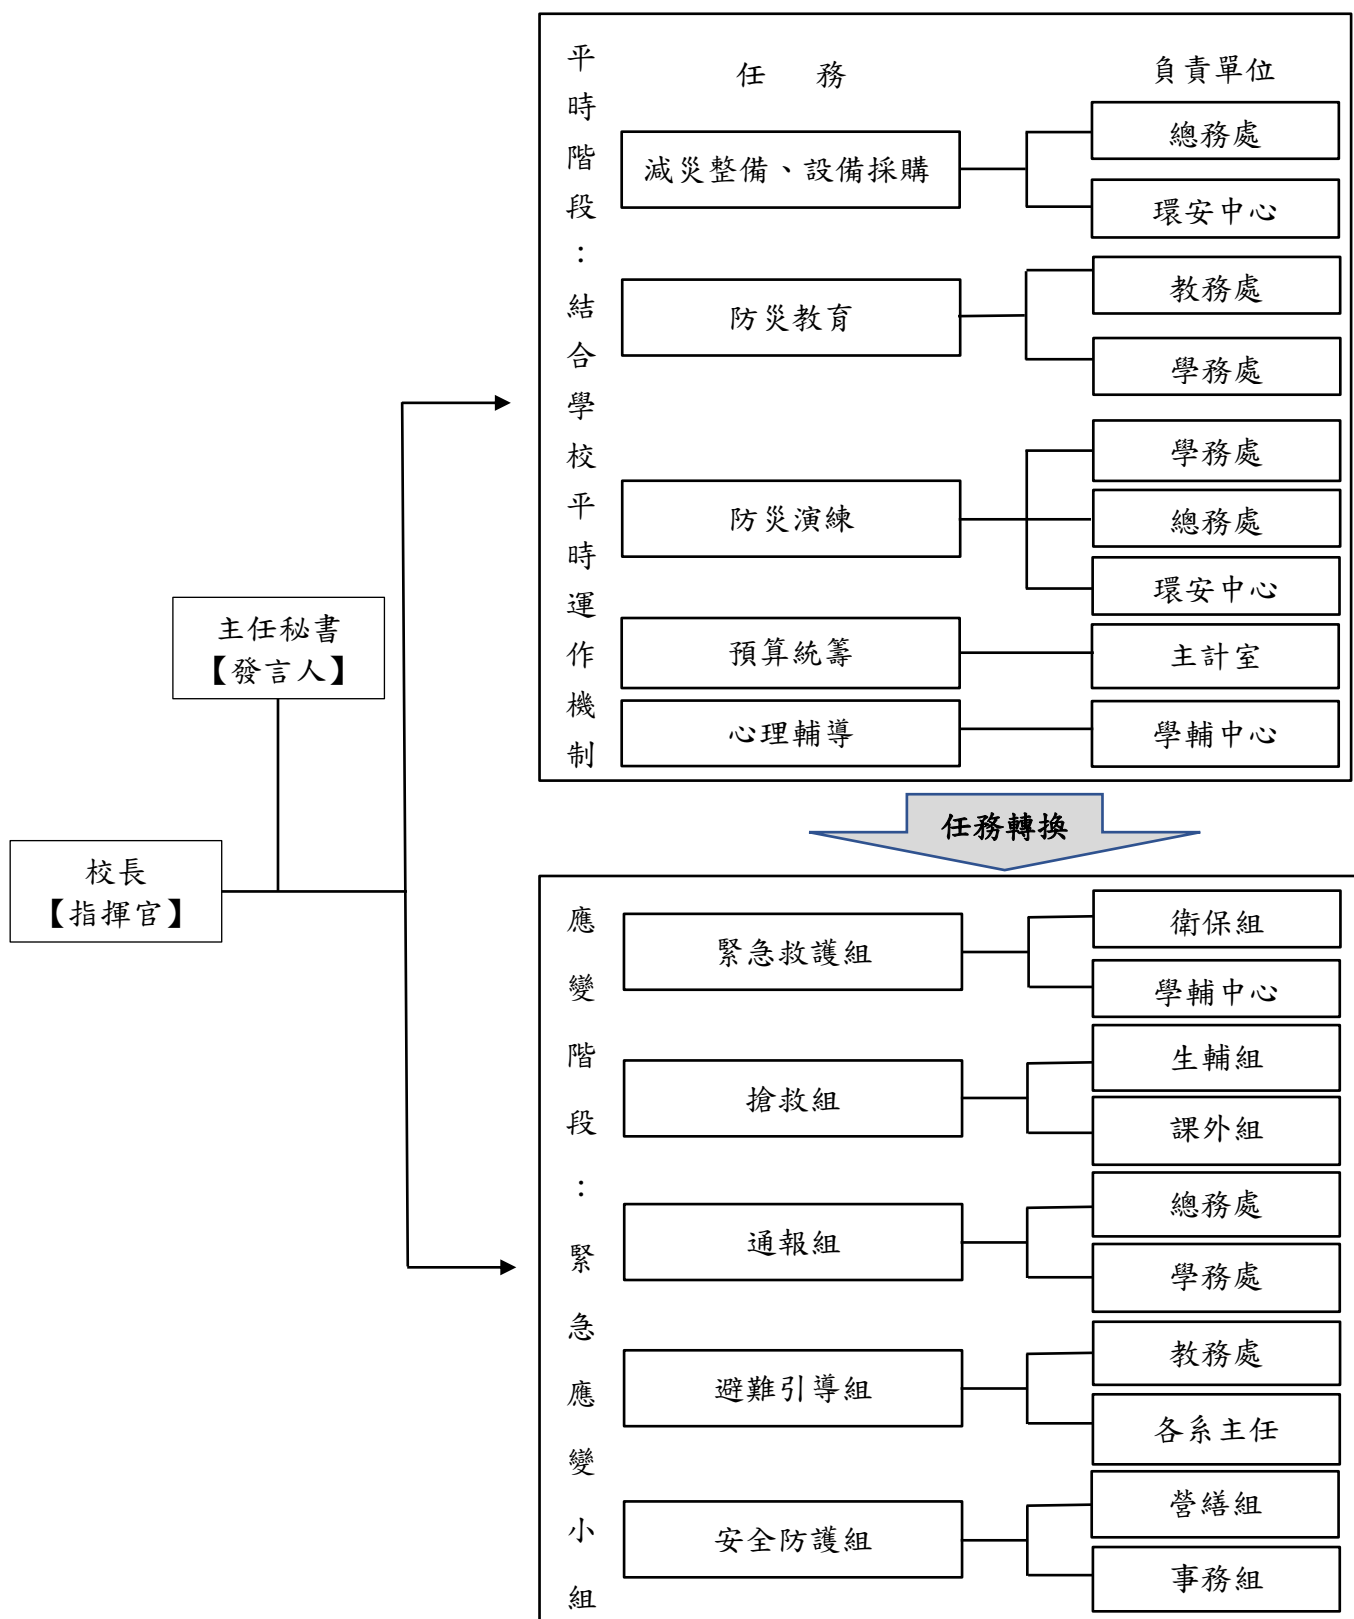 校長
【指揮官】
主任秘書
【發言人】
平時階段：結合學校平時運作機制
任務
負責單位
減災整備、設備採購
總務處
環安中心
防災教育
教務處
學務處
防災演練
學務處
總務處
環安中心
預算統籌
主計室
心理輔導
學輔中心
任務轉換
應變階段：緊急應變小組
緊急救護組
衛保組
學輔中心
搶救組
生輔組
課外組
通報組
總務處
學務處
避難引導組
教務處
各系主任
安全防護組
營繕組
事務組